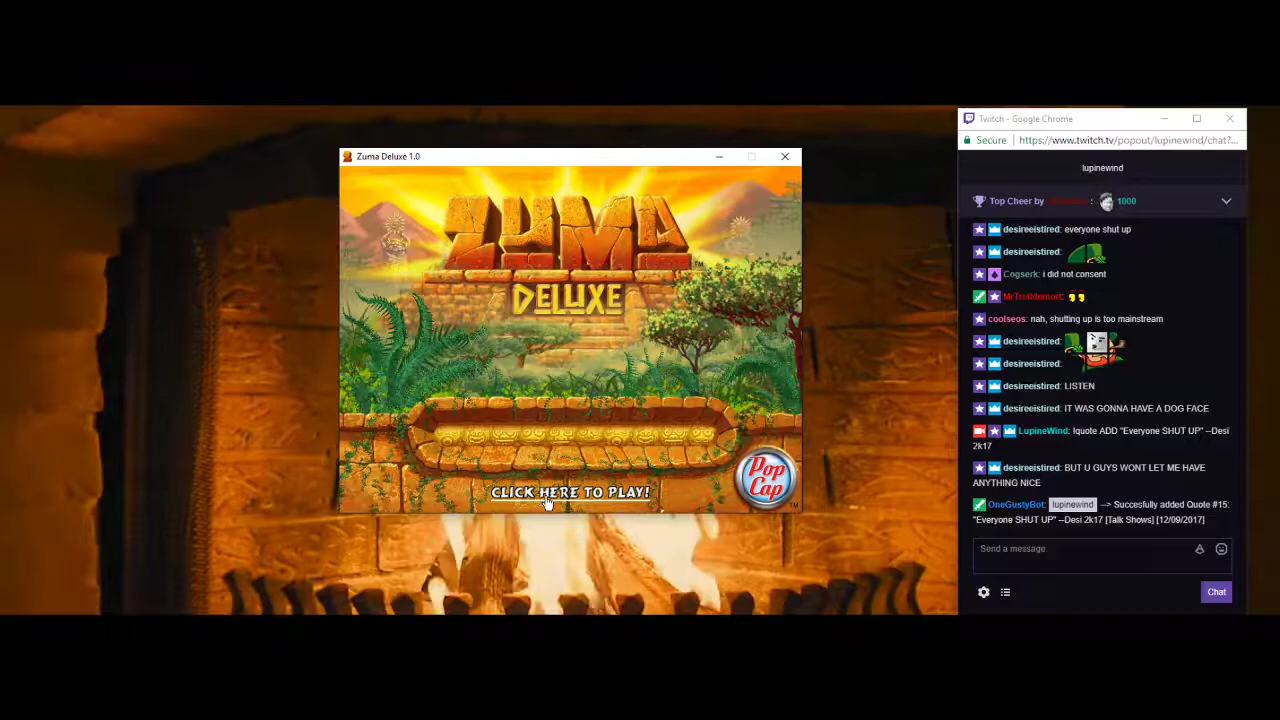 Zuma Deluxe 1.0
ZUMA
DELUXE
CLICK HERE TO PLAY!
Pop
Cap
TM
Twitch - Google Chrome
Secure | https://www.twitch.tv/popout/lupinewind/chat?...
lupinewind
Top Cheer by : 1000
desireeistired: everyone shut up
desireeistired:
Cogserk: i did not consent
MrTrolldemort:
coolseos: nah, shutting up is too mainstream
desireeistired:
desireeistired:
desireeistired: LISTEN
desireeistired: IT WAS GONNA HAVE A DOG FACE
LupineWind: !quote ADD "Everyone SHUT UP" --Desi
2k17
desireeistired: BUT U GUYS WONT LET ME HAVE
ANYTHING NICE
OneGustyBot: lupinewind --> Succesfully added Quote #15:
"Everyone SHUT UP" --Desi 2k17 [Talk Shows] [12/09/2017]
Send a message
Chat